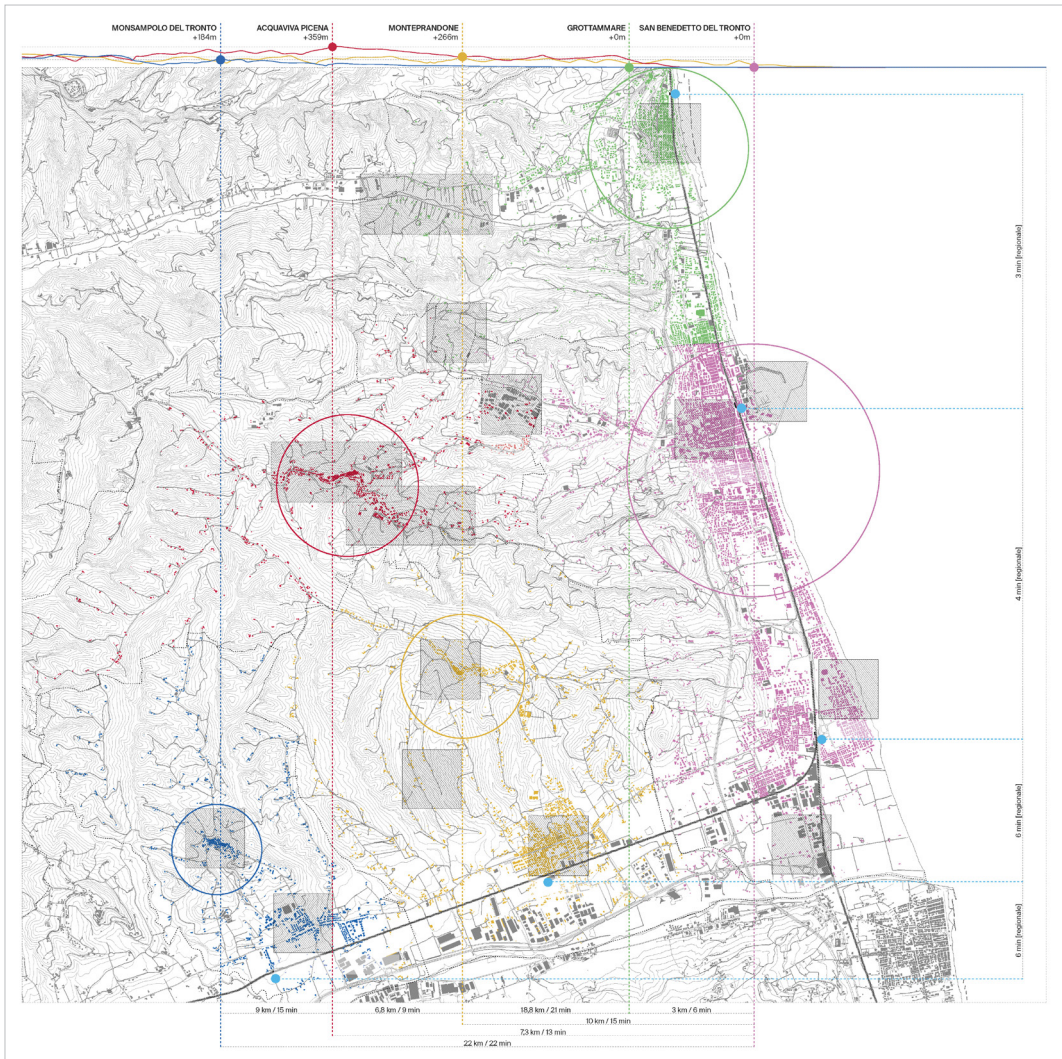 MONSAMPOLO DEL TRONTO
+184m
ACQUAVIVA PICENA
+359m
MONTEPRANDONE
+266m
GROTTAMMARE
+0m
SAN BENEDETTO DEL TRONTO
+0m
3 min [regionale]
4 min [regionale]
6 min [regionale]
6 min [regionale]
9 km / 15 min
6,8 km / 9 min
18,8 km / 21 min
3 km / 6 min
10 km / 15 min
7,3 km / 13 min
22 km / 22 min